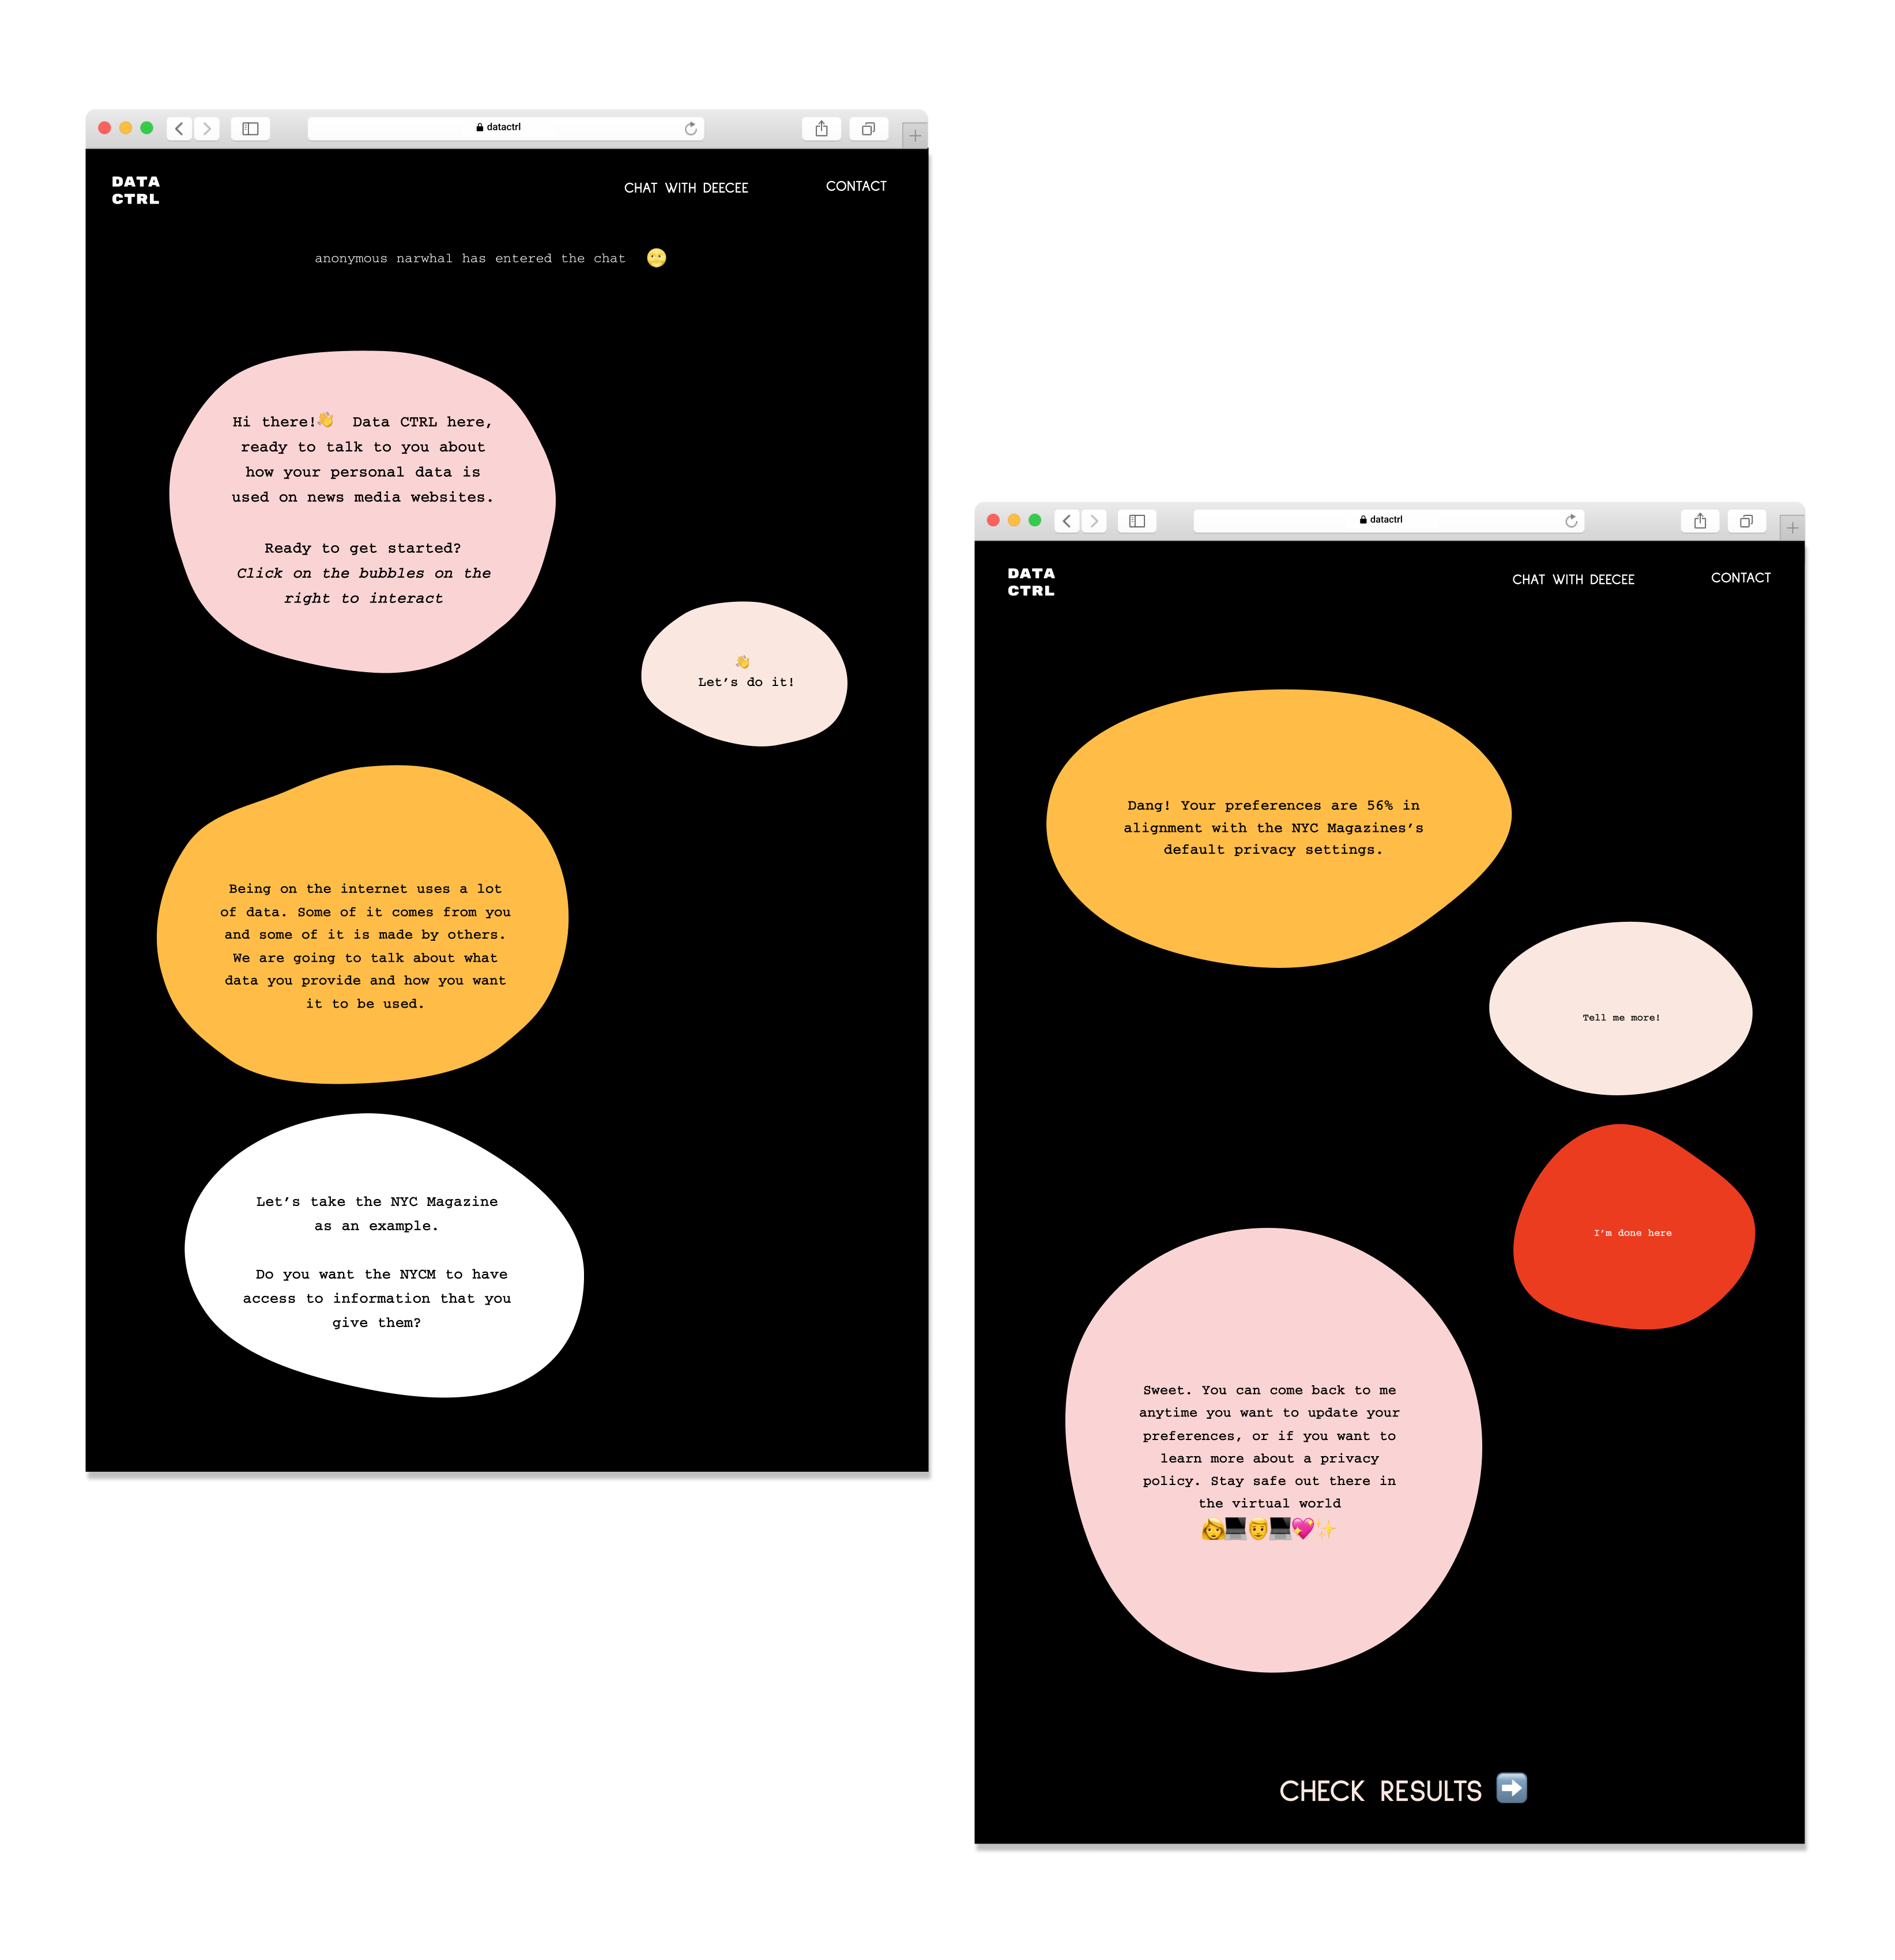 datactrl
DATA
CTRL
CHAT WITH DEECEE
CONTACT
anonymous narwhal has entered the chat 😬
Hi there!👋 Data CTRL here,
ready to talk to you about
how your personal data is
used on news media websites.
Ready to get started?
Click on the bubbles on the
right to interact
👋
Let’s do it!
Being on the internet uses a lot
of data. Some of it comes from you
and some of it is made by others.
We are going to talk about what
data you provide and how you want
it to be used.
Let’s take the NYC Magazine
as an example.
Do you want the NYCM to have
access to information that you
give them?
datactrl
DATA
CTRL
CHAT WITH DEECEE
CONTACT
Dang! Your preferences are 56% in
alignment with the NYC Magazines’s
default privacy settings.
Tell me more!
I’m done here
Sweet. You can come back to me
anytime you want to update your
preferences, or if you want to
learn more about a privacy
policy. Stay safe out there in
the virtual world
👩💻👨💻💖✨
CHECK RESULTS ➡️